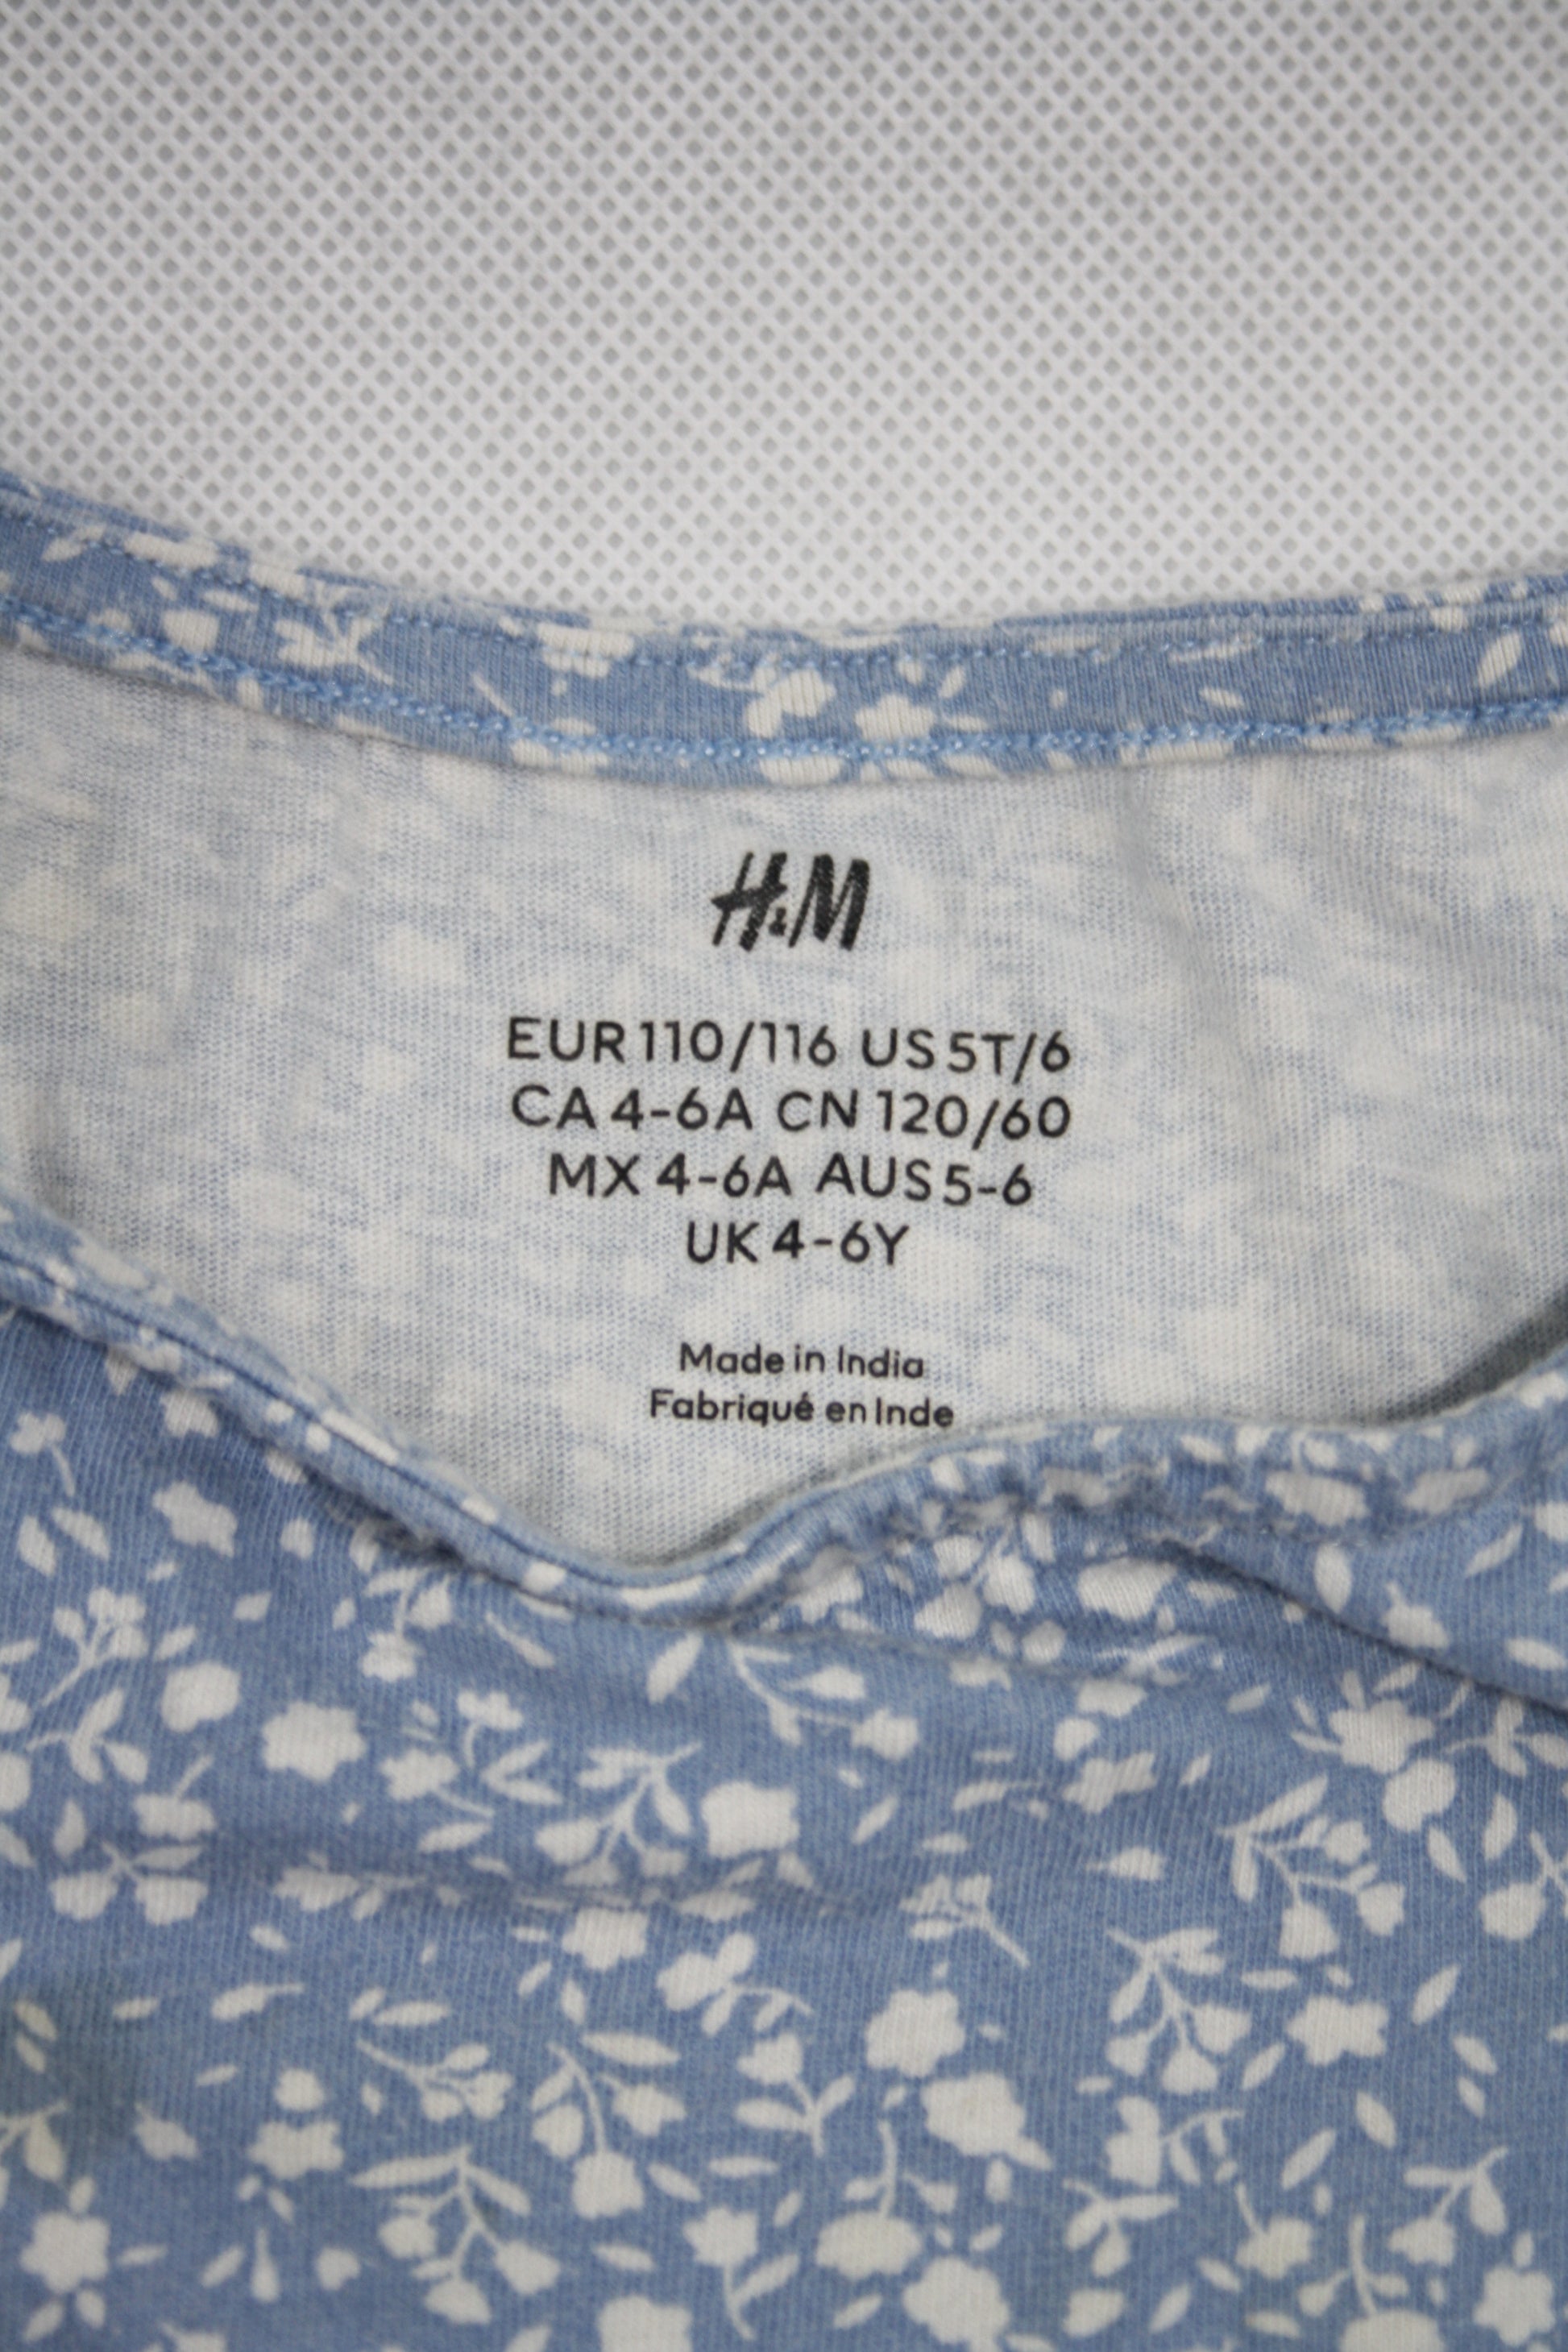 H&M
EUR 110/116 US 5T/6
CA 4-6A CN 120/60
MX 4-6A AUS 5-6
UK 4-6Y
Made in India
Fabriqué en Inde